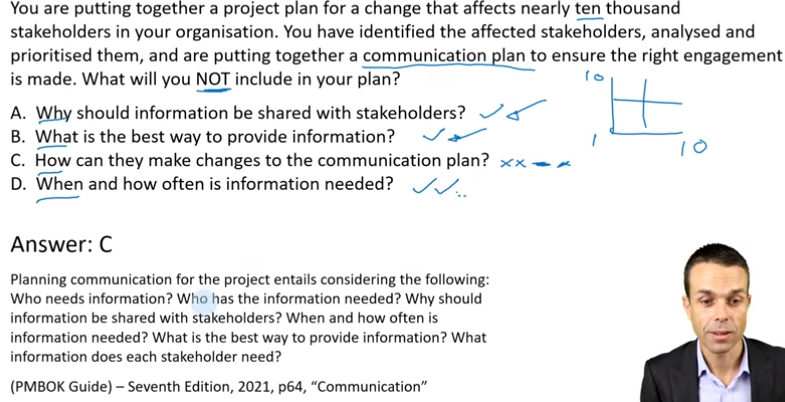 You are putting together a project plan for a change that affects nearly ten thousand
stakeholders in your organisation. You have identified the affected stakeholders, analysed and
prioritised them, and are putting together a communication plan to ensure the right engagement
is made. What will you NOT include in your plan?
10
A. Why should information be shared with stakeholders?
B. What is the best way to provide information?
1
10
C. How can they make changes to the communication plan? xx
D. When and how often is information needed?
Answer: C
Planning communication for the project entails considering the following:
Who needs information? Who has the information needed? Why should
information be shared with stakeholders? When and how often is
information needed? What is the best way to provide information? What
information does each stakeholder need?
(PMBOK Guide) – Seventh Edition, 2021, p64, “Communication”